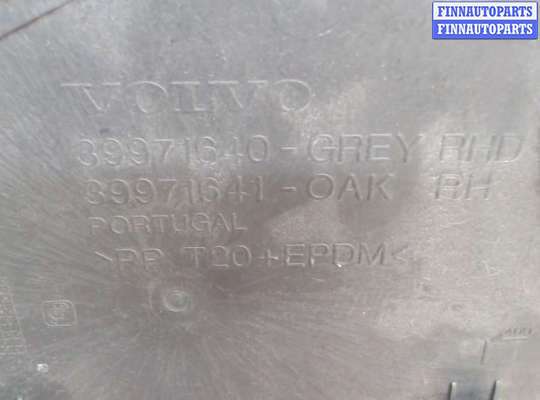 FINNAUTOPARTS
FINNAUTOPARTS
VOLVO
39971640-GREY RHD
39971641-OAK RH
PORTUGAL
>PP T20+EPDM<